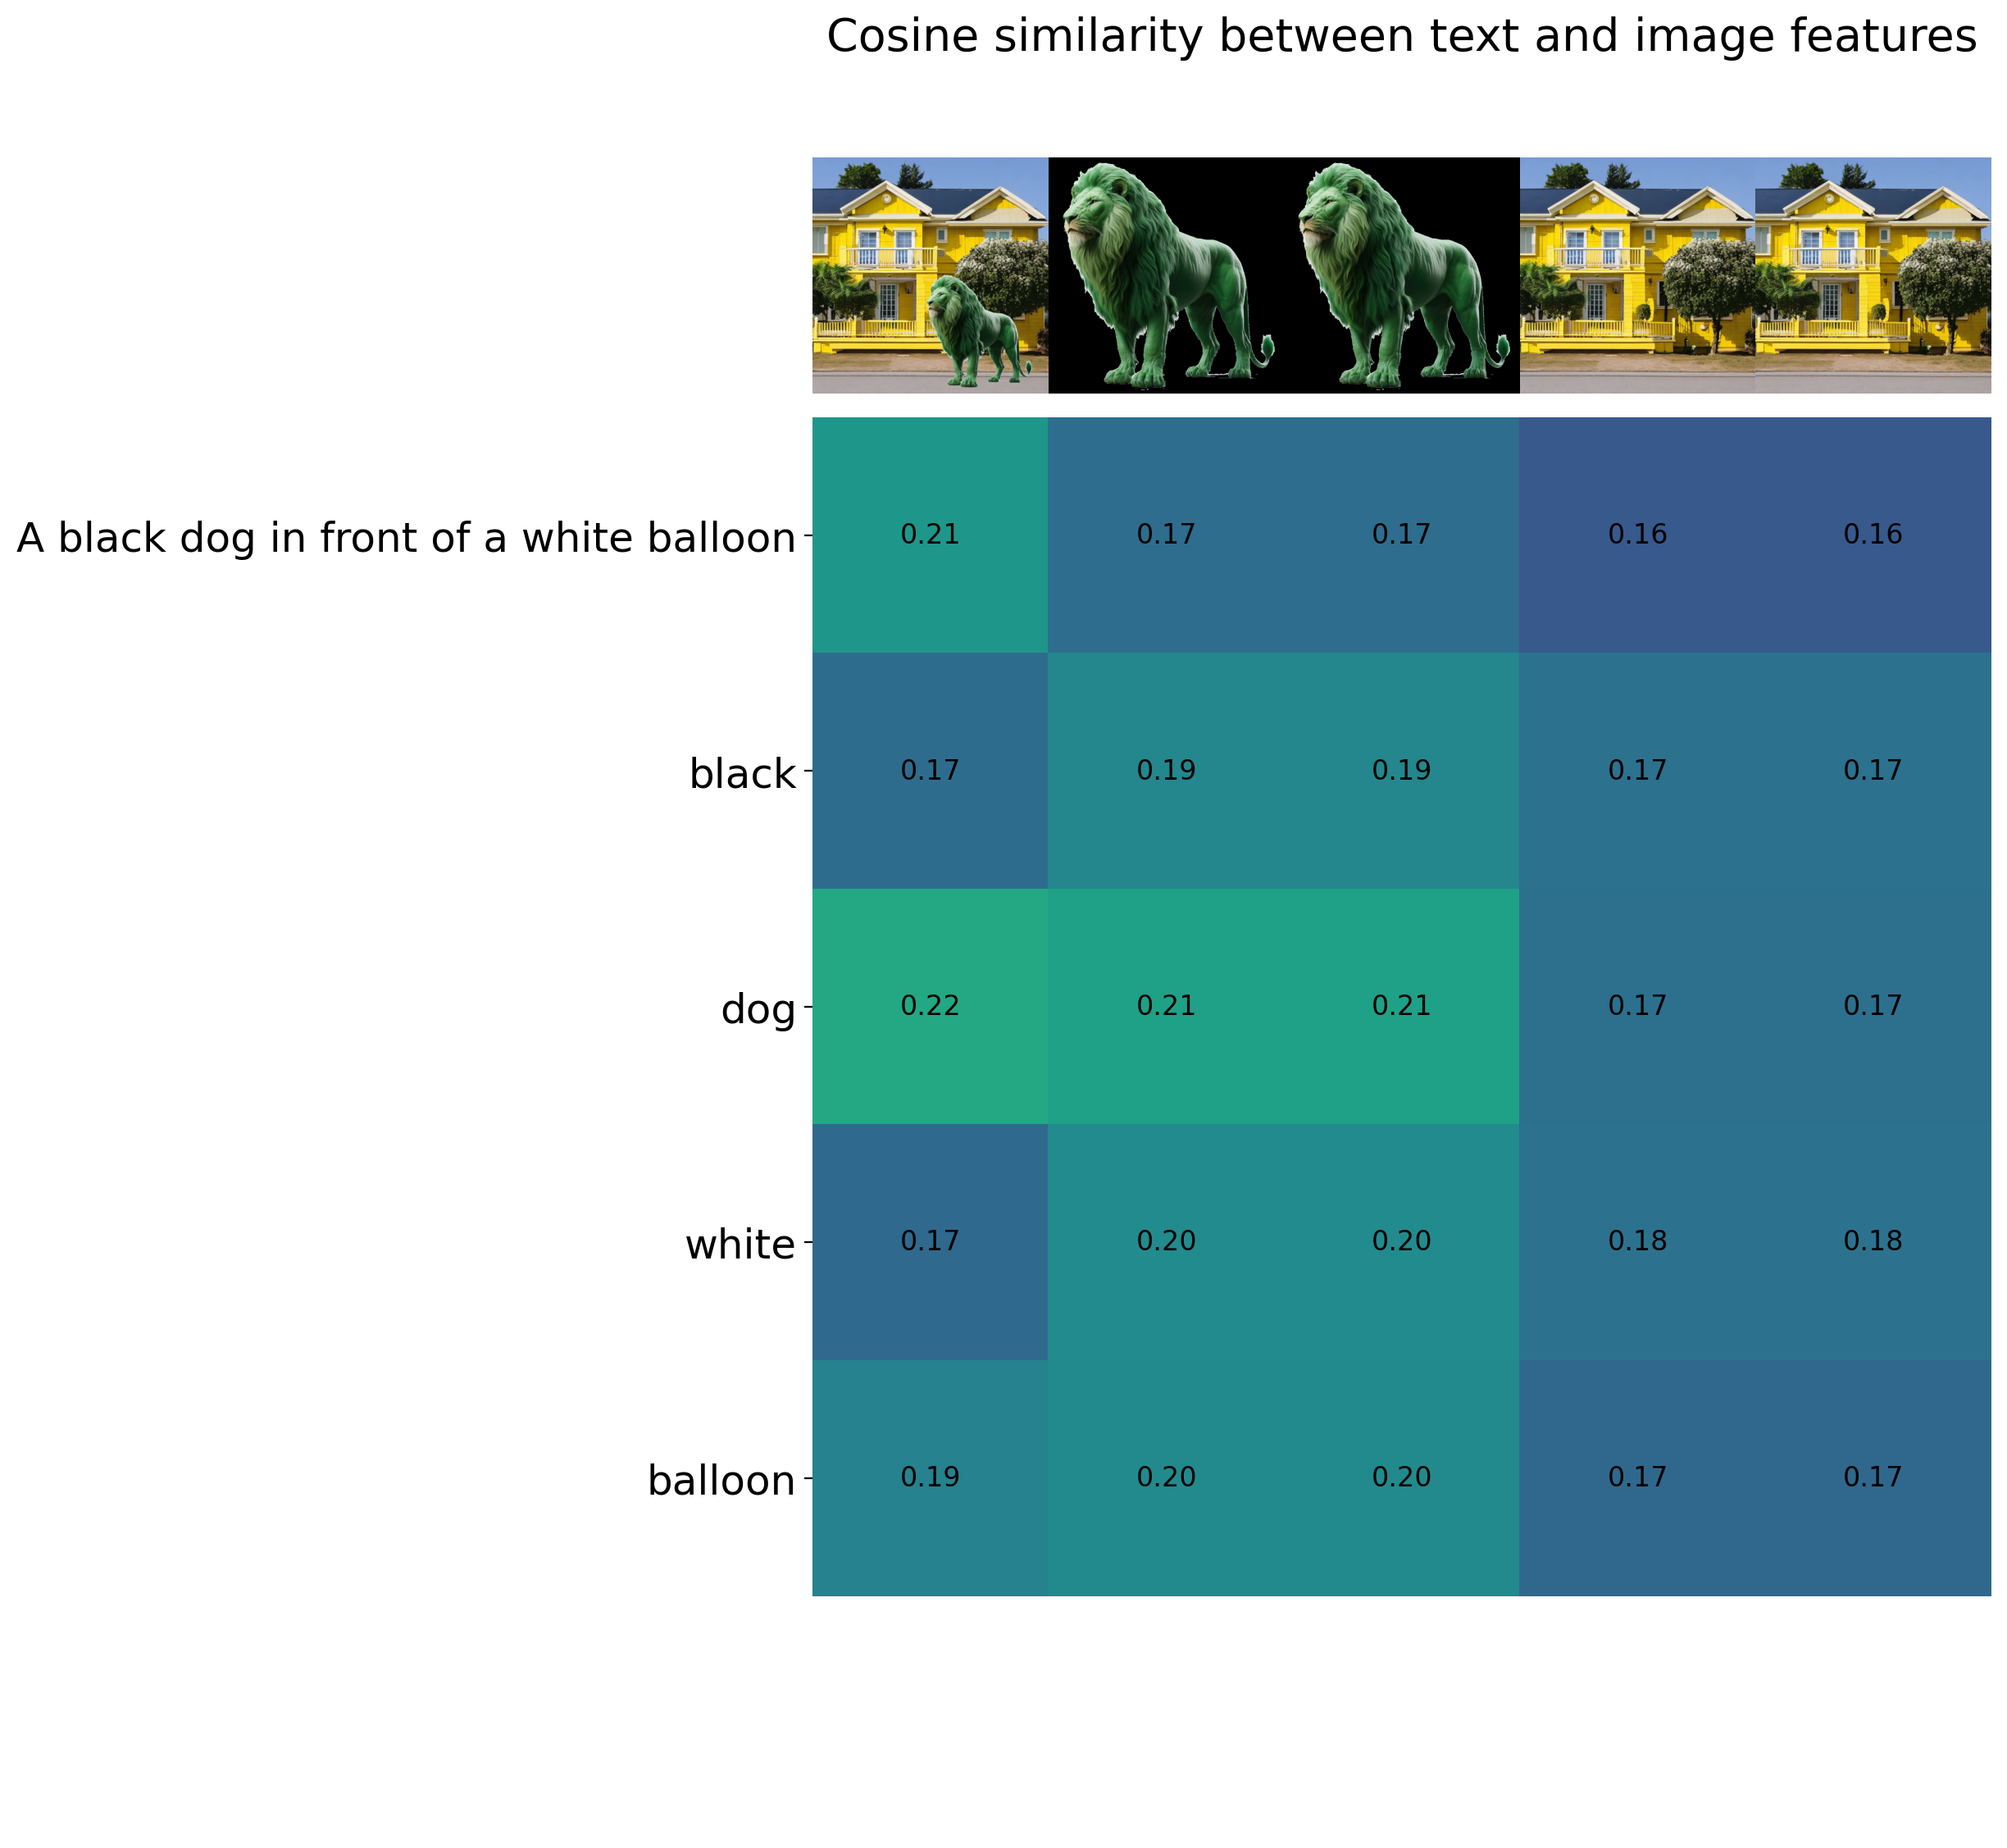 Cosine similarity between text and image features
A black dog in front of a white balloon
0.21 0.17 0.17 0.16 0.16
black
0.17 0.19 0.19 0.17 0.17
dog
0.22 0.21 0.21 0.17 0.17
white
0.17 0.20 0.20 0.18 0.18
balloon
0.19 0.20 0.20 0.17 0.17